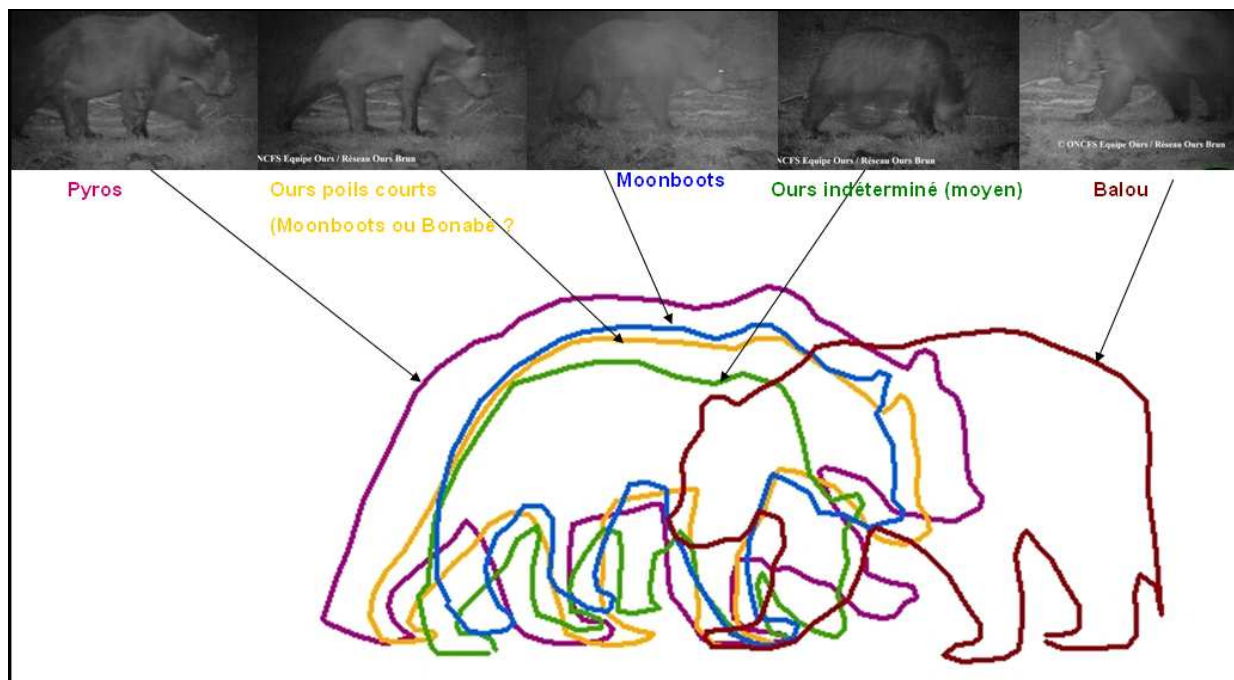 NCFS Equipe Ours / Réseau Ours Brun
NCFS Equipe Ours / Réseau Ours Brun
© ONCFS Equipe Ours / Réseau Ours Brun
Pyros
Ours poils courts
(Moonboots ou Bonabé ?
Moonboots
Ours indéterminé (moyen)
Balou